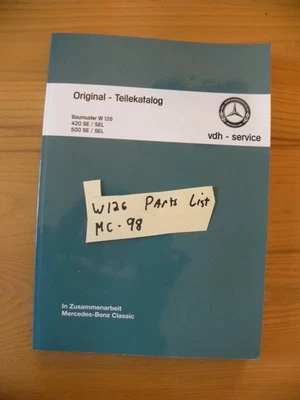 Original - Teilekatalog
Baumuster W 126
420 SE / SEL
500 SE / SEL
vdh - service
W126 Parts List
MC-98
In Zusammenarbeit
Mercedes-Benz Classic